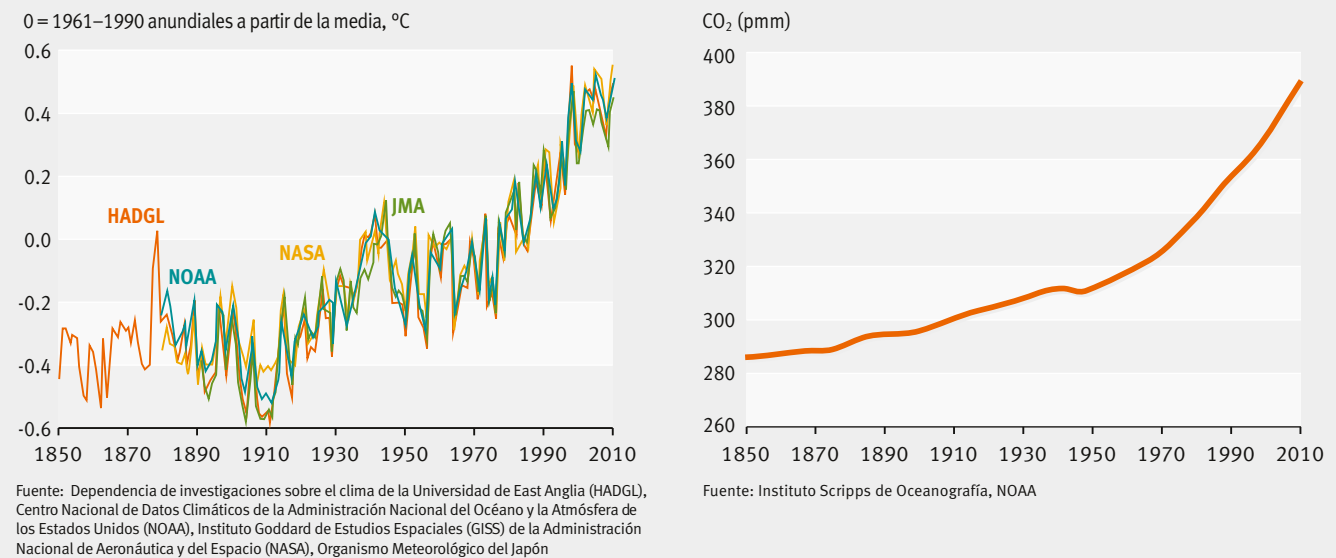 0 = 1961–1990 anundiales a partir de la media, ºC
0.6
0.4
0.2
0.0
-0.2
-0.4
-0.6
HADGL
NOAA
NASA
JMA
1850 1870 1890 1910 1930 1950 1970 1990 2010
Fuente: Dependencia de investigaciones sobre el clima de la Universidad de East Anglia (HADGL),
Centro Nacional de Datos Climáticos de la Administración Nacional del Océano y la Atmósfera de
los Estados Unidos (NOAA), Instituto Goddard de Estudios Espaciales (GISS) de la Administración
Nacional de Aeronáutica y del Espacio (NASA), Organismo Meteorológico del Japón
CO₂ (pmm)
400
380
360
340
320
300
280
260
1850 1870 1890 1910 1930 1950 1970 1990 2010
Fuente: Instituto Scripps de Oceanografía, NOAA